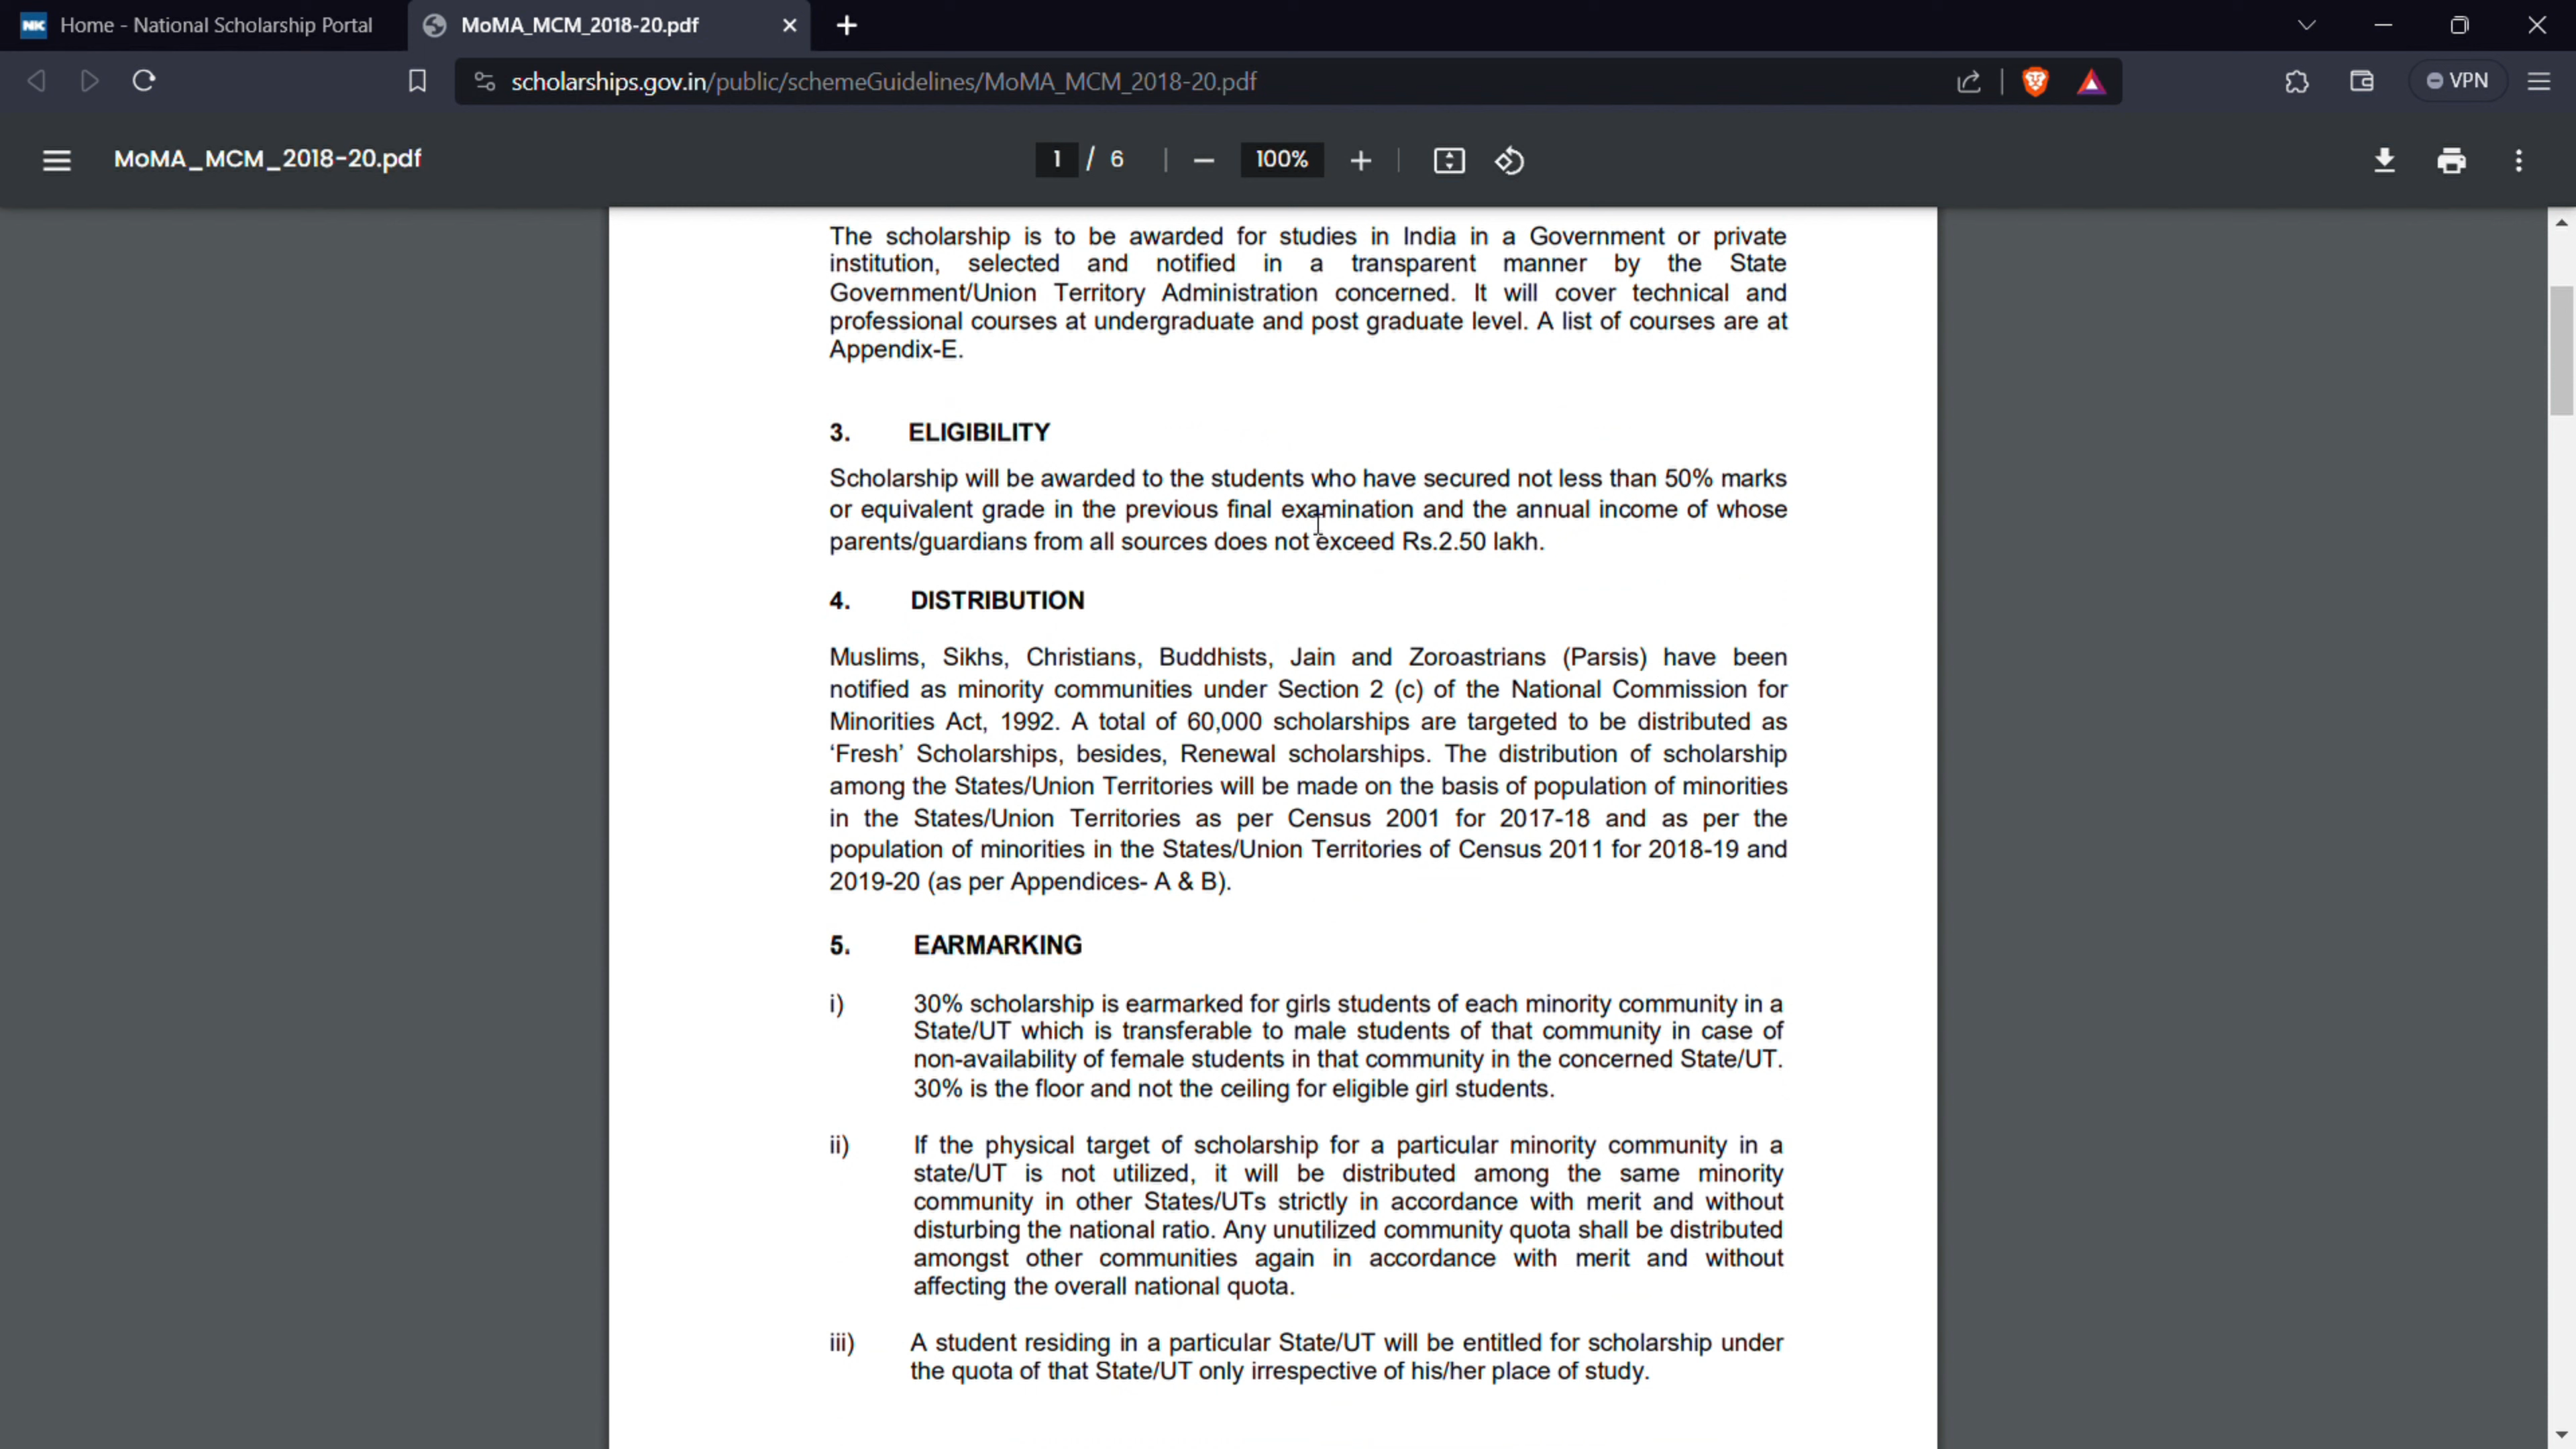 Home - National Scholarship Portal
MoMA_MCM_2018-20.pdf
scholarships.gov.in/public/schemeGuidelines/MoMA_MCM_2018-20.pdf
VPN
MoMA_MCM_2018-20.pdf
1 / 6
100%
The scholarship is to be awarded for studies in India in a Government or private
institution, selected and notified in a transparent manner by the State
Government/Union Territory Administration concerned. It will cover technical and
professional courses at undergraduate and post graduate level. A list of courses are at
Appendix-E.
3. ELIGIBILITY
Scholarship will be awarded to the students who have secured not less than 50% marks
or equivalent grade in the previous final examination and the annual income of whose
parents/guardians from all sources does not exceed Rs.2.50 lakh.
4. DISTRIBUTION
Muslims, Sikhs, Christians, Buddhists, Jain and Zoroastrians (Parsis) have been
notified as minority communities under Section 2 (c) of the National Commission for
Minorities Act, 1992. A total of 60,000 scholarships are targeted to be distributed as
‘Fresh’ Scholarships, besides, Renewal scholarships. The distribution of scholarship
among the States/Union Territories will be made on the basis of population of minorities
in the States/Union Territories as per Census 2001 for 2017-18 and as per the
population of minorities in the States/Union Territories of Census 2011 for 2018-19 and
2019-20 (as per Appendices- A & B).
5. EARMARKING
i) 30% scholarship is earmarked for girls students of each minority community in a
State/UT which is transferable to male students of that community in case of
non-availability of female students in that community in the concerned State/UT.
30% is the floor and not the ceiling for eligible girl students.
ii) If the physical target of scholarship for a particular minority community in a
state/UT is not utilized, it will be distributed among the same minority
community in other States/UTs strictly in accordance with merit and without
disturbing the national ratio. Any unutilized community quota shall be distributed
amongst other communities again in accordance with merit and without
affecting the overall national quota.
iii) A student residing in a particular State/UT will be entitled for scholarship under
the quota of that State/UT only irrespective of his/her place of study.